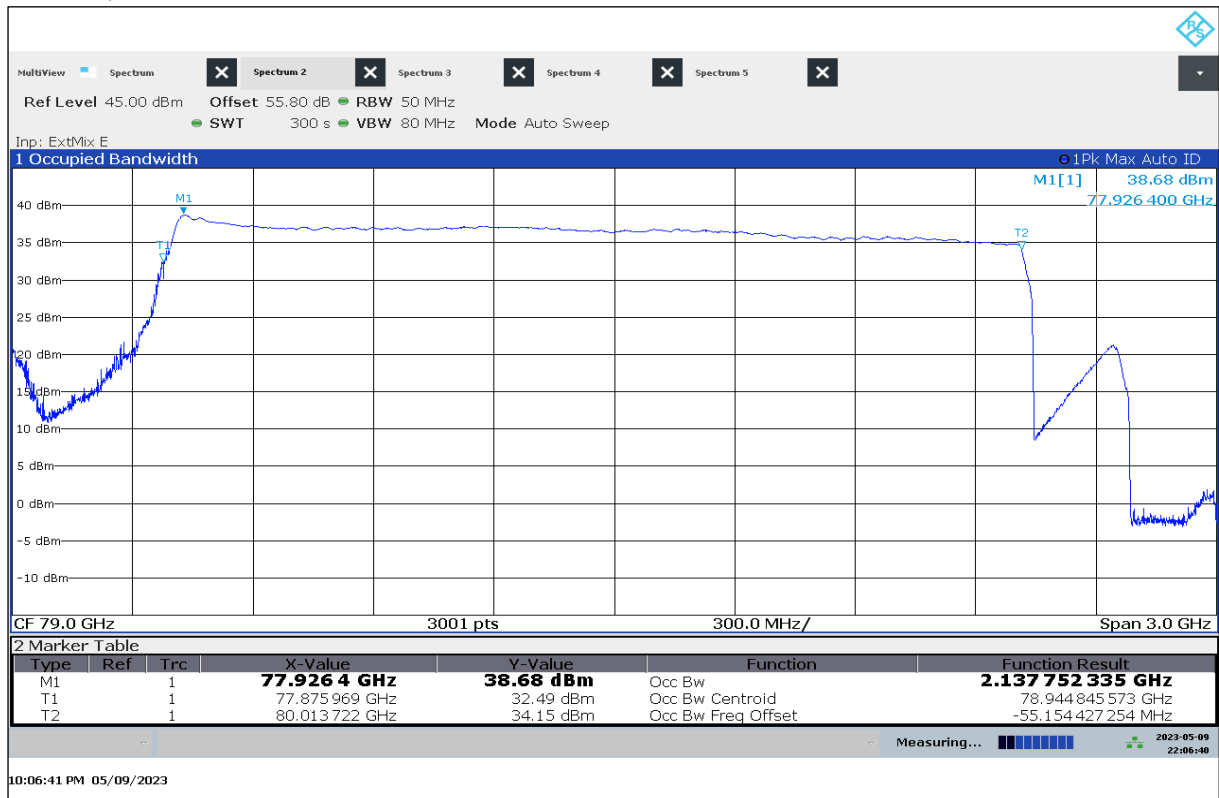 R S
MultiView Spectrum Spectrum 2 Spectrum 3 Spectrum 4 Spectrum 5
Ref Level 45.00 dBm Offset 55.80 dB RBW 50 MHz
SWT 300 s VBW 80 MHz Mode Auto Sweep
Inp: ExtMix E
1 Occupied Bandwidth 1Pk Max Auto ID
M1[1] 38.68 dBm
77.926 400 GHz
M1
40 dBm
35 dBm
T1
T2
30 dBm
25 dBm
20 dBm
15 dBm
10 dBm
5 dBm
0 dBm
-5 dBm
-10 dBm
CF 79.0 GHz 3001 pts 300.0 MHz/ Span 3.0 GHz
2 Marker Table
Type Ref Trc X-Value Y-Value Function Function Result
M1 1 77.926 4 GHz 38.68 dBm Occ Bw 2.137 752 335 GHz
T1 1 77.875 969 GHz 32.49 dBm Occ Bw Centroid 78.944 845 573 GHz
T2 1 80.013 722 GHz 34.15 dBm Occ Bw Freq Offset -55.154 427 254 MHz
Measuring... 2023-05-09
22:06:40
10:06:41 PM 05/09/2023